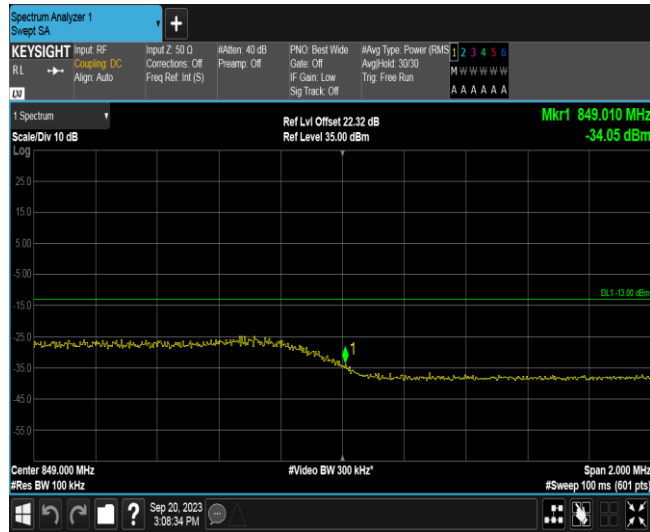 Spectrum Analyzer 1
Swept SA
KEYSIGHT
RL
LXI
Input: RF
Coupling: DC
Align: Auto
Input Z: 50 Ω
Corrections: Off
Freq Ref: Int (S)
#Atten: 40 dB
Preamp: Off
PNO: Best Wide
Gate: Off
IF Gain: Low
Sig Track: Off
#Avg Type: Power (RMS
Avg|Hold: 30/30
Trig: Free Run
1 2 3 4 5 6
M W W W W W
A A A A A A
1 Spectrum
Scale/Div 10 dB
Log
Ref Lvl Offset 22.32 dB
Ref Level 35.00 dBm
Mkr1 849.010 MHz
-34.05 dBm
25.0
15.0
5.00
-5.00
DL1 -13.00 dBm
-15.0
-25.0
1
-35.0
-45.0
-55.0
Center 849.000 MHz
#Res BW 100 kHz
#Video BW 300 kHz*
Span 2.000 MHz
#Sweep 100 ms (601 pts)
?
Sep 20, 2023
3:08:34 PM